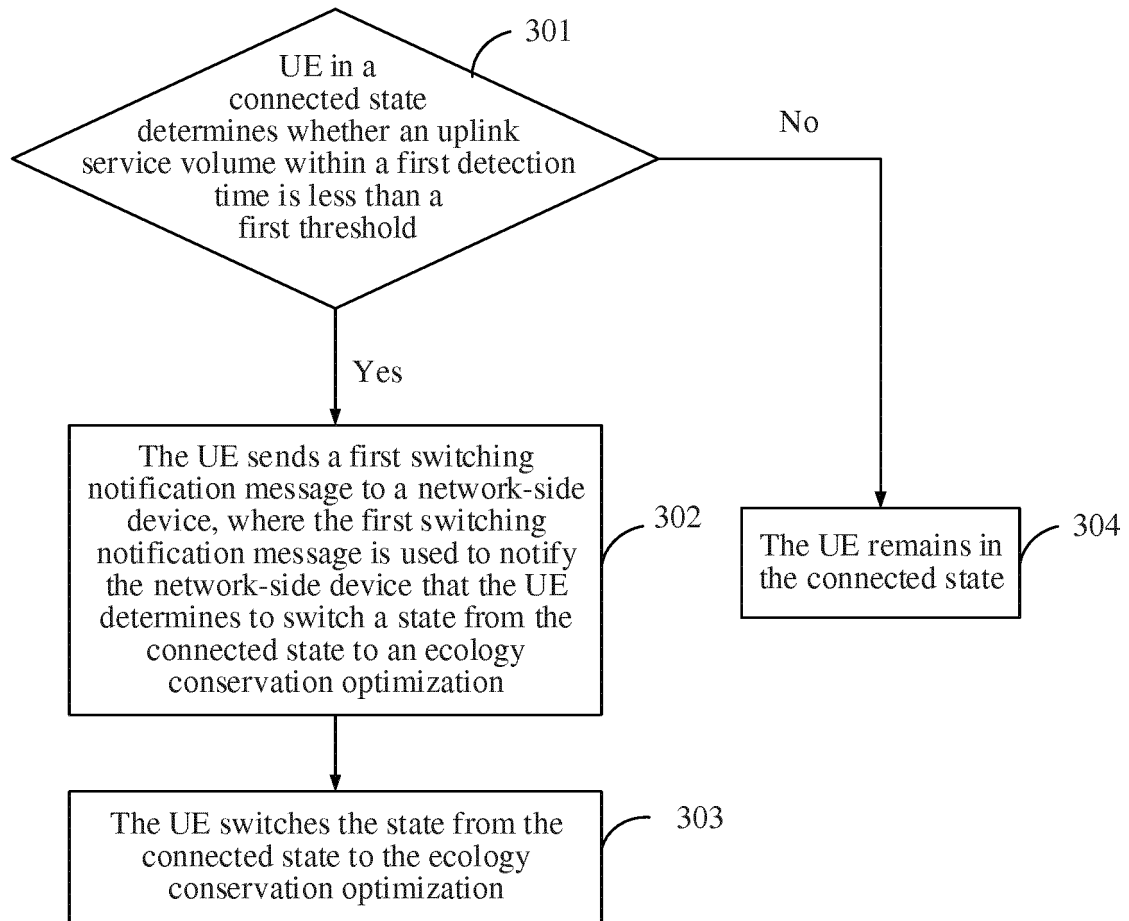 301
UE in a
connected state
determines whether an uplink
service volume within a first detection
time is less than a
first threshold
No
Yes
The UE sends a first switching
notification message to a network-side
device, where the first switching
notification message is used to notify
the network-side device that the UE
determines to switch a state from the
connected state to an ecology
conservation optimization
302
The UE remains in
the connected state
304
The UE switches the state from the
connected state to the ecology
conservation optimization
303